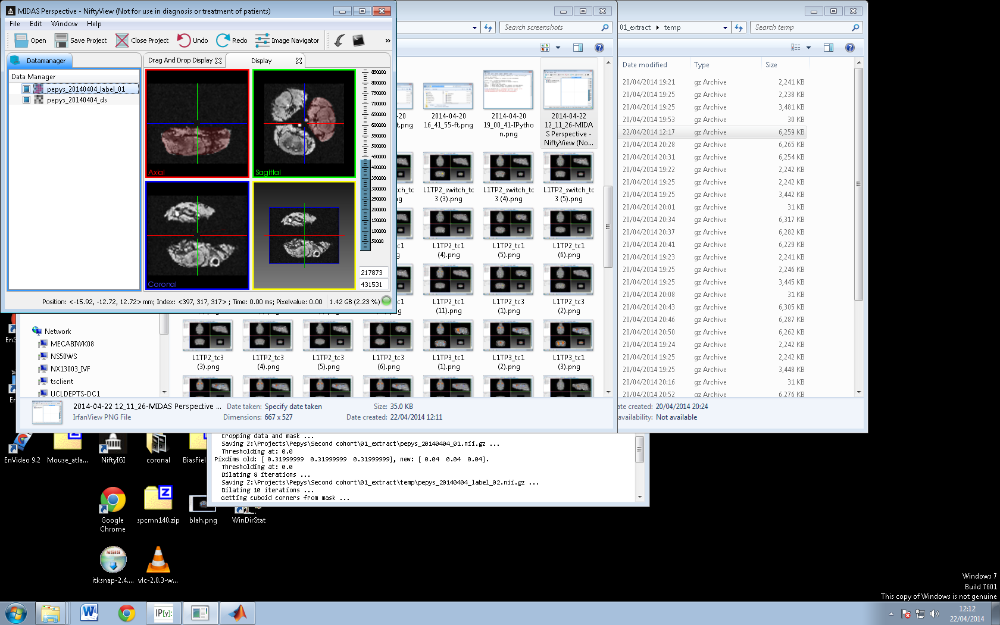 MIDAS Perspective - NiftyView (Not for use in diagnosis or treatment of patients)
File Edit Window Help
Open Save Project Close Project Undo Redo Image Navigator »
Datamanager
Data Manager
pepys_20140404_label_01
pepys_20140404_ds
Drag And Drop Display
Display
Axial
Sagittal
Coronal
850000
800000
750000
700000
650000
600000
550000
500000
450000
400000
350000
300000
250000
200000
150000
100000
50000
217873
431531
Position: <-15.92, -12.72, 12.72> mm; Index: <397, 317, 317> ; Time: 0.00 ms; Pixelvalue: 0.00 1.42 GB (2.23 %)
Search screenshots
2014-04-20 16_41_55-ft.png
2014-04-20 19_00_41-IPython.png
2014-04-22 12_11_26-MIDAS Perspective - NiftyView (No...
L1TP2_switch_tc3 (3).png
L1TP2_switch_tc3 (4).png
L1TP2_switch_tc3 (5).png
L1TP2_tc1 (4).png
L1TP2_tc1 (5).png
L1TP2_tc1 (6).png
L1TP2_tc1 (11).png
L1TP2_tc3 (1).png
L1TP2_tc3 (2).png
L1TP2_tc3 (3).png
L1TP2_tc3 (4).png
L1TP2_tc3 (5).png
L1TP2_tc3 (6).png
L1TP3_tc1 (1).png
L1TP3_tc1 (2).png
L1TP3_tc1 (3).png
Network
MECABIWK08
NS50WS
NX13003_IVF
tsclient
UCLDEPTS-DC1
2014-04-22 12_11_26-MIDAS Perspective ...
IrfanView PNG File
Date taken: Specify date taken
Dimensions: 667 x 527
Size: 35.0 KB
Date created: 22/04/2014 12:11
01_extract temp
Search temp
Date modified Type Size
20/04/2014 19:21 gz Archive 2,241 KB
20/04/2014 19:25 gz Archive 2,238 KB
20/04/2014 19:25 gz Archive 3,481 KB
20/04/2014 19:53 gz Archive 30 KB
22/04/2014 12:17 gz Archive 6,259 KB
20/04/2014 20:28 gz Archive 6,265 KB
20/04/2014 20:31 gz Archive 6,254 KB
20/04/2014 19:22 gz Archive 2,242 KB
20/04/2014 19:25 gz Archive 2,242 KB
20/04/2014 19:25 gz Archive 3,442 KB
20/04/2014 20:01 gz Archive 31 KB
20/04/2014 20:34 gz Archive 6,317 KB
20/04/2014 20:37 gz Archive 6,282 KB
20/04/2014 20:41 gz Archive 6,229 KB
20/04/2014 19:23 gz Archive 2,241 KB
20/04/2014 19:25 gz Archive 2,246 KB
20/04/2014 19:25 gz Archive 3,445 KB
20/04/2014 20:08 gz Archive 31 KB
20/04/2014 20:43 gz Archive 6,305 KB
20/04/2014 20:46 gz Archive 6,287 KB
20/04/2014 20:50 gz Archive 6,262 KB
20/04/2014 19:24 gz Archive 2,242 KB
20/04/2014 19:25 gz Archive 2,242 KB
20/04/2014 19:25 gz Archive 3,448 KB
20/04/2014 20:16 gz Archive 31 KB
20/04/2014 20:52 gz Archive 6,276 KB
ate created: 20/04/2014 20:24
availability: Not available
Cropping data and mask ...
Saving Z:\Projects\Pepys\Second cohort\01_extract\pepys_20140404_01.nii.gz ...
Thresholding at: 0.0
Pixdims old: [ 0.31999999 0.31999999 0.31999999], new: [ 0.04 0.04 0.04].
Thresholding at: 0.0
Dilating 8 iterations ...
Saving Z:\Projects\Pepys\Second cohort\01_extract\temp\pepys_20140404_label_02.nii.gz ...
Dilating 10 iterations ...
Getting cuboid corners from mask ...
EnVideo 9.2
Mouse_atla...
NiftyIGI
coronal
BiasFiel
Google Chrome
spcmn140.zip
blah.png
WinDirStat
itksnap-2.4....
vlc-2.0.3-w...
Windows 7
Build 7601
This copy of Windows is not genuine
IP[y]:
12:12
22/04/2014